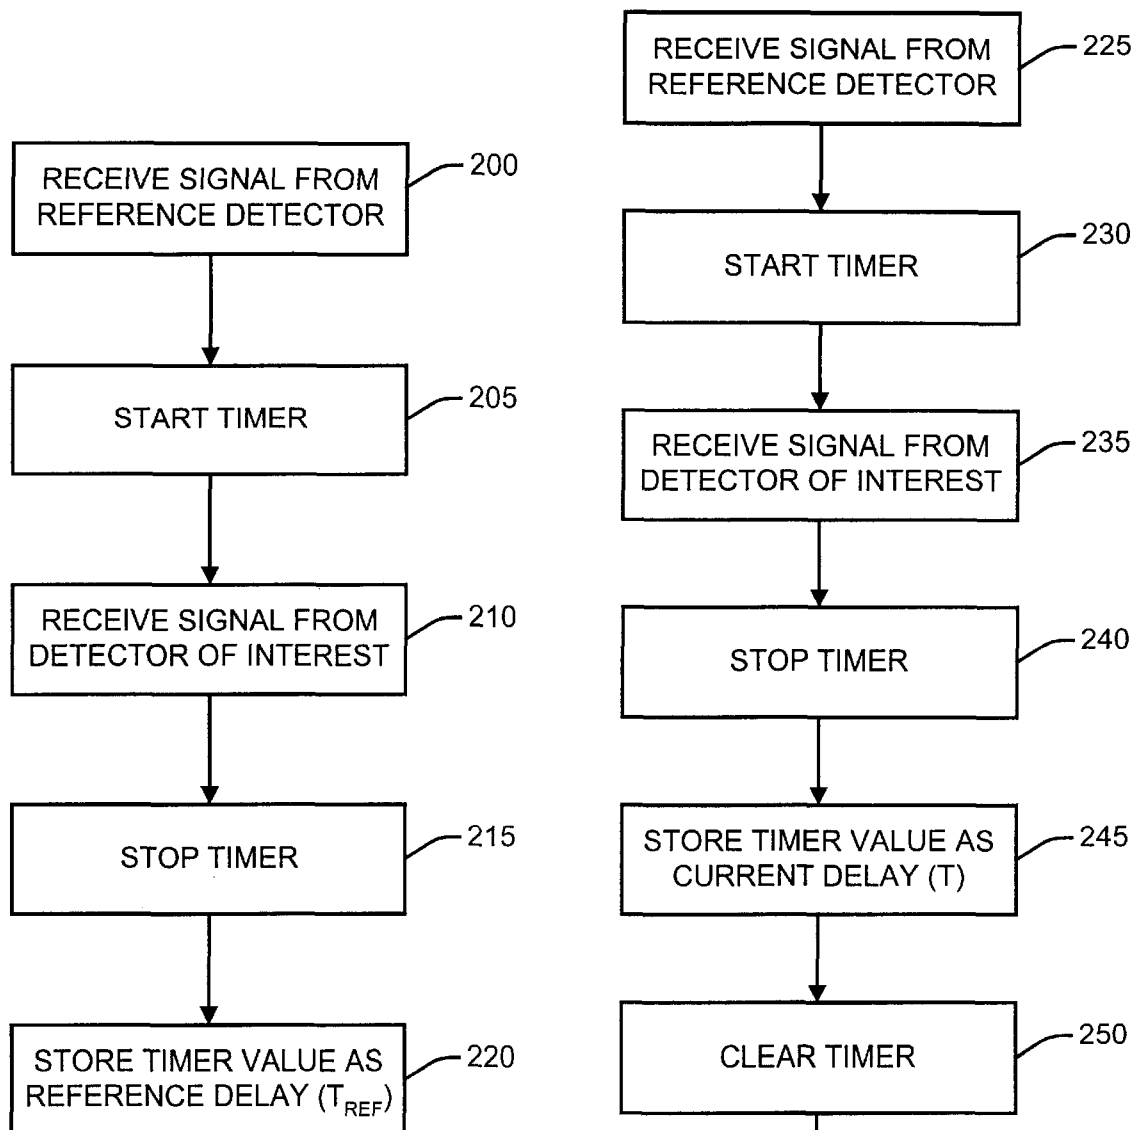 RECEIVE SIGNAL FROM
REFERENCE DETECTOR
200
START TIMER
205
RECEIVE SIGNAL FROM
DETECTOR OF INTEREST
210
STOP TIMER
215
STORE TIMER VALUE AS
REFERENCE DELAY (T_REF)
220
RECEIVE SIGNAL FROM
REFERENCE DETECTOR
225
START TIMER
230
RECEIVE SIGNAL FROM
DETECTOR OF INTEREST
235
STOP TIMER
240
STORE TIMER VALUE AS
CURRENT DELAY (T)
245
CLEAR TIMER
250